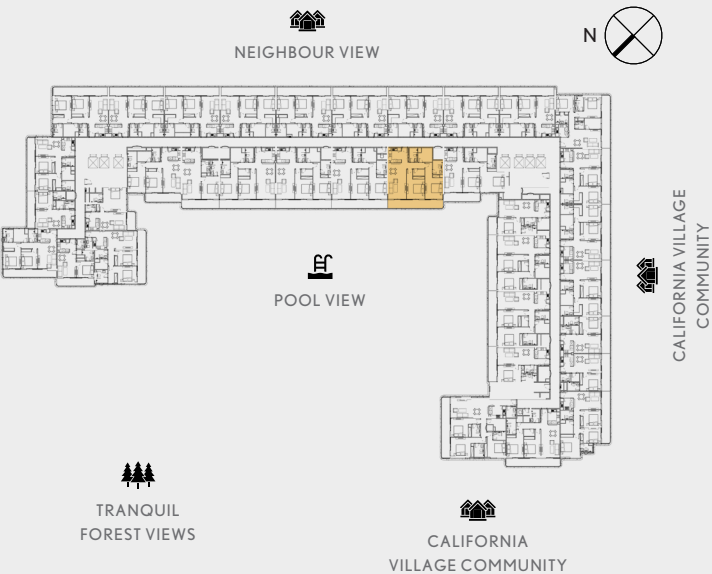 NEIGHBOUR VIEW
N
POOL VIEW
CALIFORNIA VILLAGE
COMMUNITY
TRANQUIL
FOREST VIEWS
CALIFORNIA
VILLAGE COMMUNITY